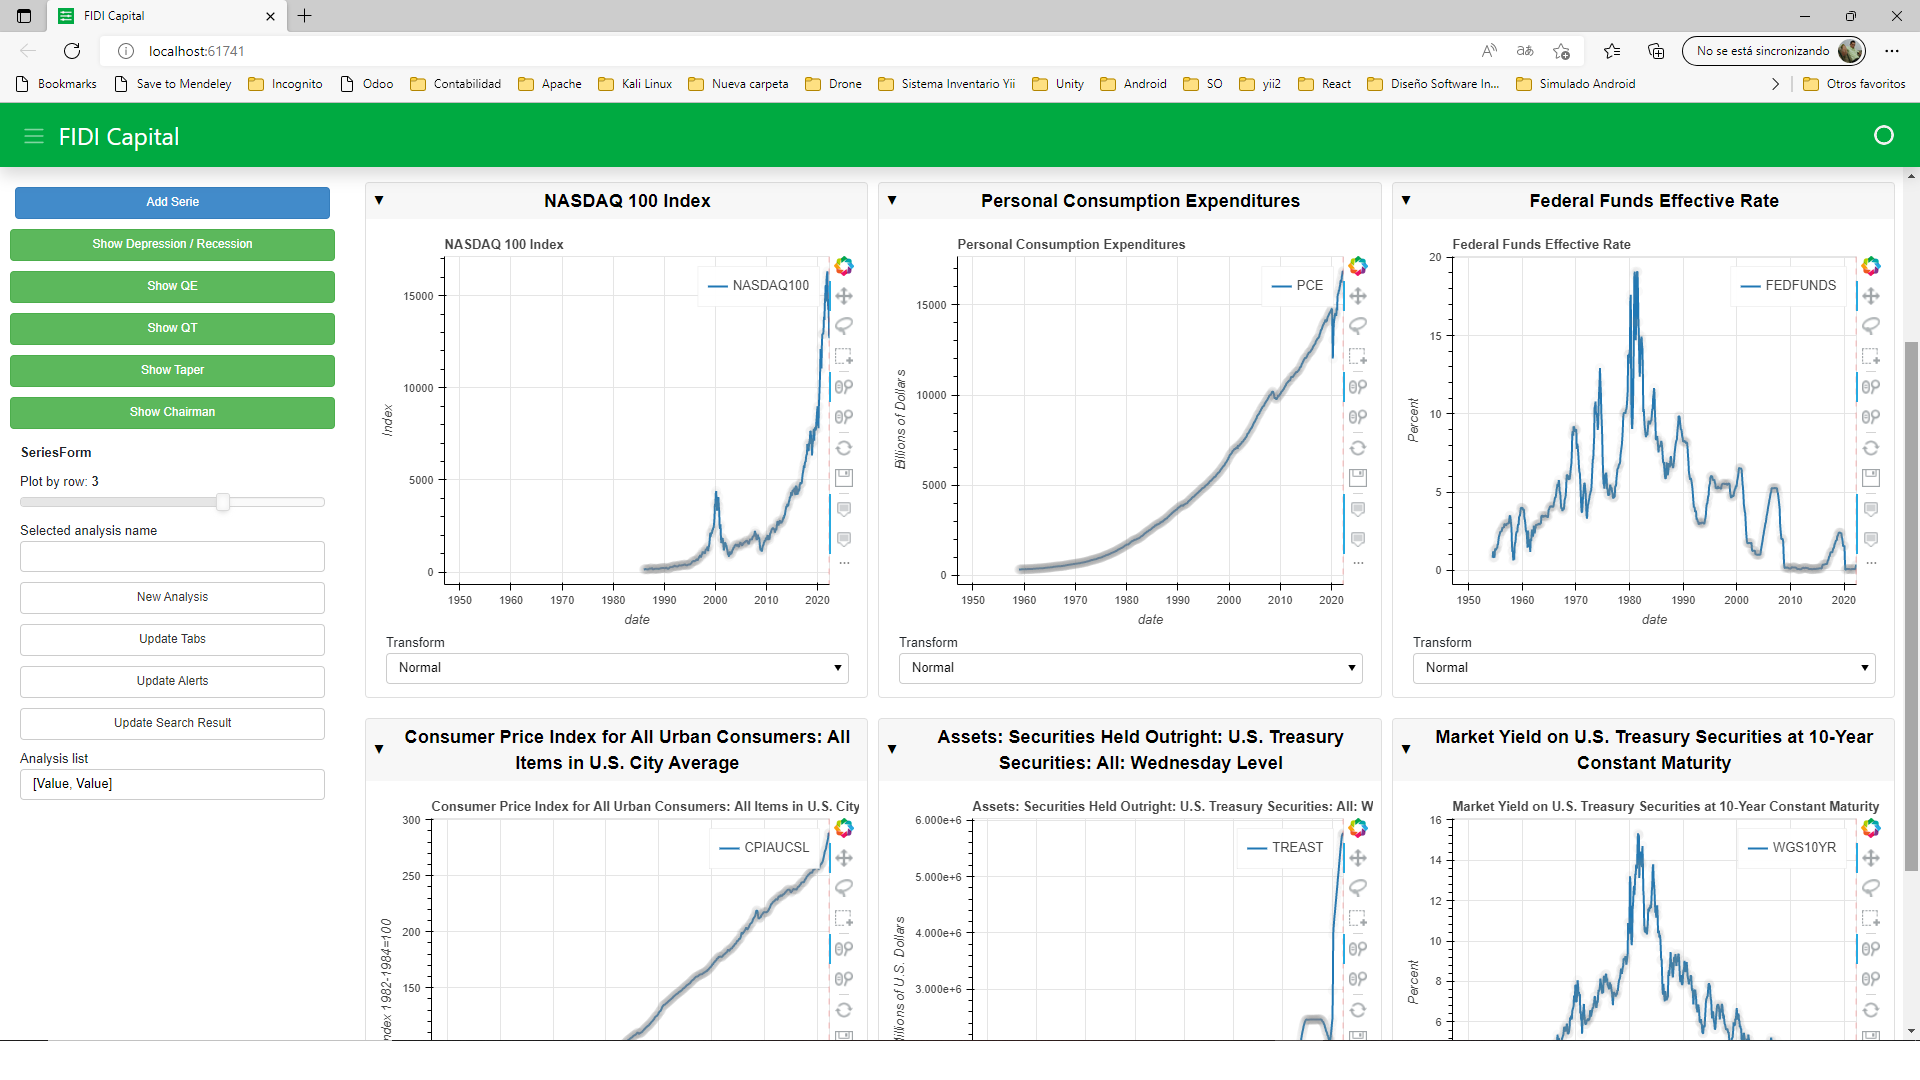 FIDI Capital
localhost:61741
No se está sincronizando
Bookmarks
Save to Mendeley
Incognito
Odoo
Contabilidad
Apache
Kali Linux
Nueva carpeta
Drone
Sistema Inventario Yii
Unity
Android
SO
yii2
React
Diseño Software In...
Simulado Android
Otros favoritos
FIDI Capital
Add Serie
Show Depression / Recession
Show QE
Show QT
Show Taper
Show Chairman
SeriesForm
Plot by row: 3
Selected analysis name
New Analysis
Update Tabs
Update Alerts
Update Search Result
Analysis list
[Value, Value]
NASDAQ 100 Index
NASDAQ 100 Index
NASDAQ100
Index
15000
10000
5000
0
1950 1960 1970 1980 1990 2000 2010 2020
date
Transform
Normal
Personal Consumption Expenditures
Personal Consumption Expenditures
PCE
Billions of Dollars
15000
10000
5000
0
1950 1960 1970 1980 1990 2000 2010 2020
date
Transform
Normal
Federal Funds Effective Rate
Federal Funds Effective Rate
FEDFUNDS
Percent
20
15
10
5
0
1950 1960 1970 1980 1990 2000 2010 2020
date
Transform
Normal
Consumer Price Index for All Urban Consumers: All
Items in U.S. City Average
Consumer Price Index for All Urban Consumers: All Items in U.S. City
CPIAUCSL
ndex 1982-1984=100
300
250
200
150
Assets: Securities Held Outright: U.S. Treasury
Securities: All: Wednesday Level
Assets: Securities Held Outright: U.S. Treasury Securities: All: W
TREAST
illions of U.S. Dollars
6.000e+6
5.000e+6
4.000e+6
3.000e+6
Market Yield on U.S. Treasury Securities at 10-Year
Constant Maturity
Market Yield on U.S. Treasury Securities at 10-Year Constant Maturity
WGS10YR
Percent
16
14
12
10
8
6